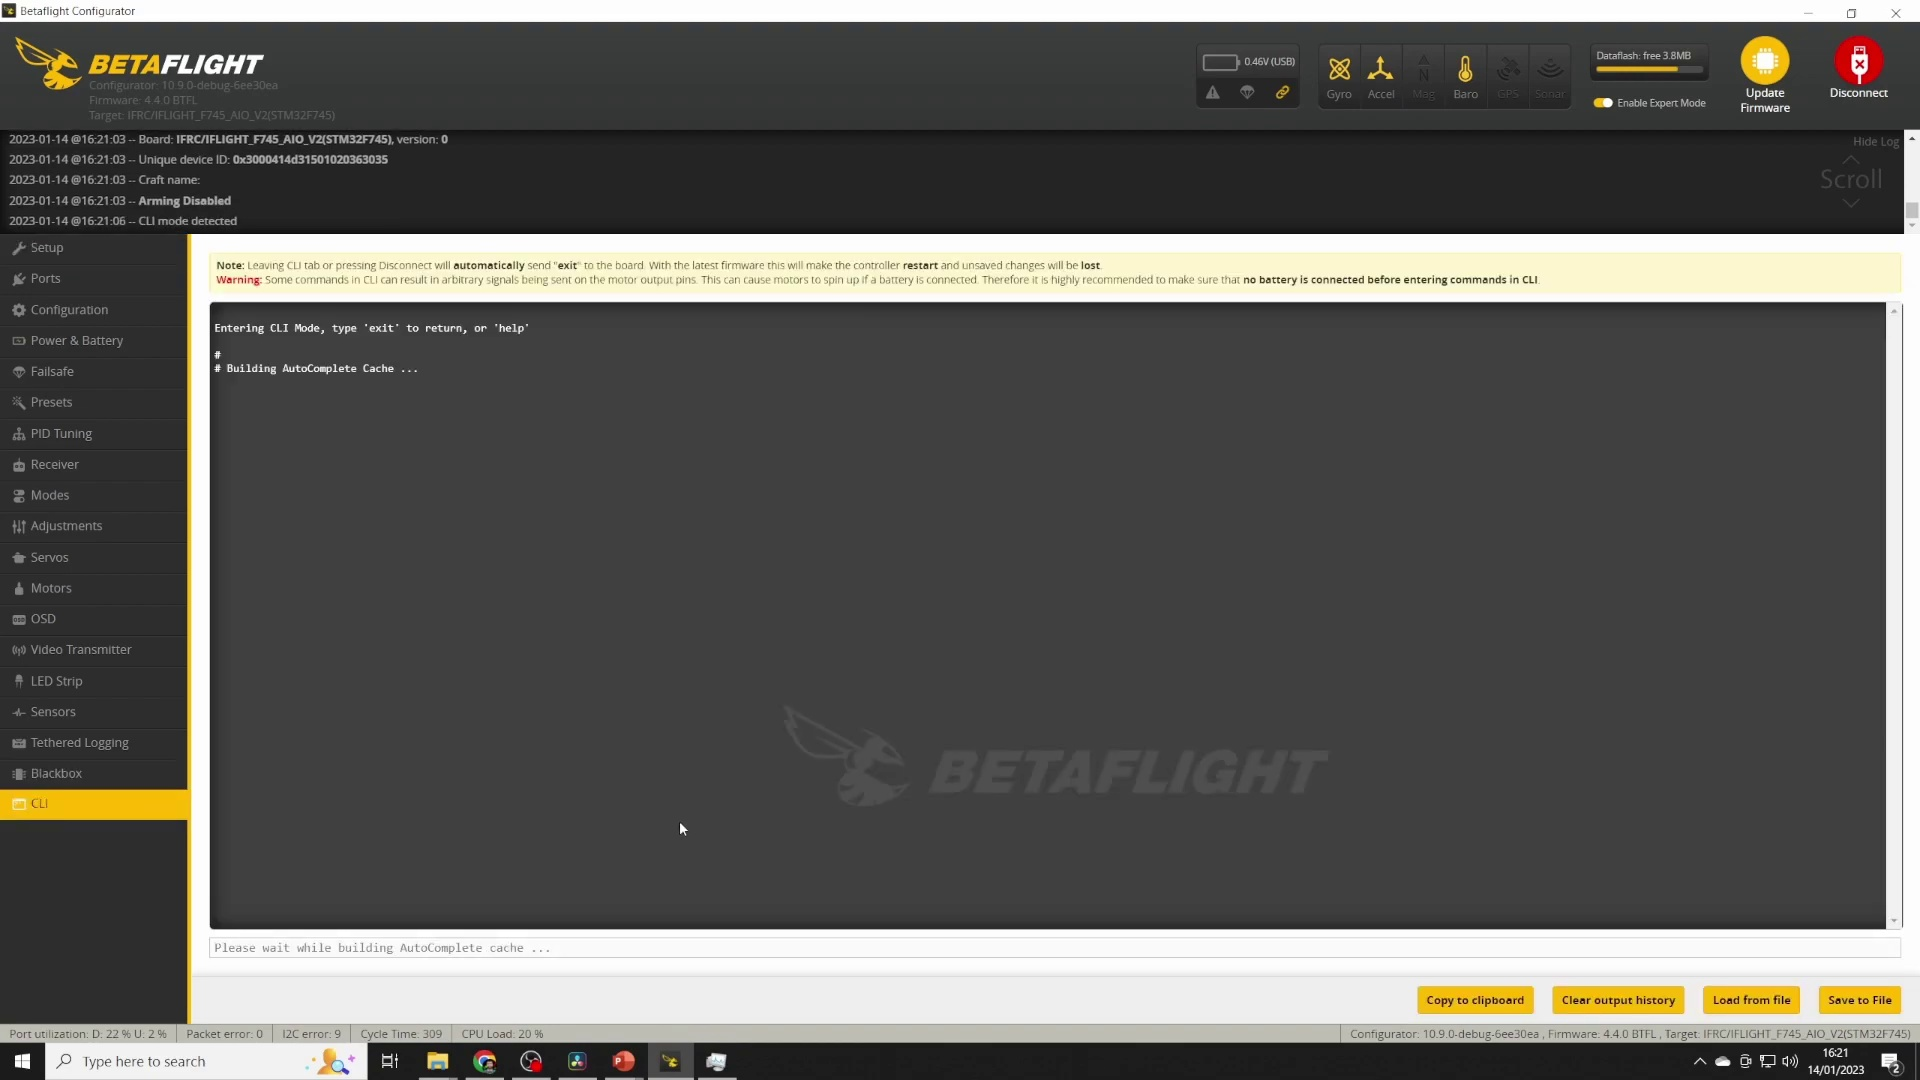 Betaflight Configurator
BETAFLIGHT
Configurator: 10.9.0-debug-6ee30ea
Firmware: 4.4.0 BTFL
Target: IFRC/IFLIGHT_F745_AIO_V2(STM32F745)
0.46V (USB)
Gyro
Accel
Mag
Baro
GPS
Sonar
Dataflash: free 3.8MB
Enable Expert Mode
Update
Firmware
Disconnect
2023-01-14 @16:21:03 -- Board: IFRC/IFLIGHT_F745_AIO_V2(STM32F745), version: 0
2023-01-14 @16:21:03 -- Unique device ID: 0x3000414d31501020363035
2023-01-14 @16:21:03 -- Craft name:
2023-01-14 @16:21:03 -- Arming Disabled
2023-01-14 @16:21:06 -- CLI mode detected
Hide Log
Scroll
Setup
Ports
Configuration
Power & Battery
Failsafe
Presets
PID Tuning
Receiver
Modes
Adjustments
Servos
Motors
OSD
Video Transmitter
LED Strip
Sensors
Tethered Logging
Blackbox
CLI
Note: Leaving CLI tab or pressing Disconnect will automatically send "exit" to the board. With the latest firmware this will make the controller restart and unsaved changes will be lost.
Warning: Some commands in CLI can result in arbitrary signals being sent on the motor output pins. This can cause motors to spin up if a battery is connected. Therefore it is highly recommended to make sure that no battery is connected before entering commands in CLI.
Entering CLI Mode, type 'exit' to return, or 'help'
#
# Building AutoComplete Cache ...
BETAFLIGHT
Please wait while building AutoComplete cache ...
Copy to clipboard
Clear output history
Load from file
Save to File
Port utilization: D: 22 % U: 2 %
Packet error: 0
I2C error: 9
Cycle Time: 309
CPU Load: 20 %
Configurator: 10.9.0-debug-6ee30ea , Firmware: 4.4.0 BTFL , Target: IFRC/IFLIGHT_F745_AIO_V2(STM32F745)
Type here to search
16:21
14/01/2023
2